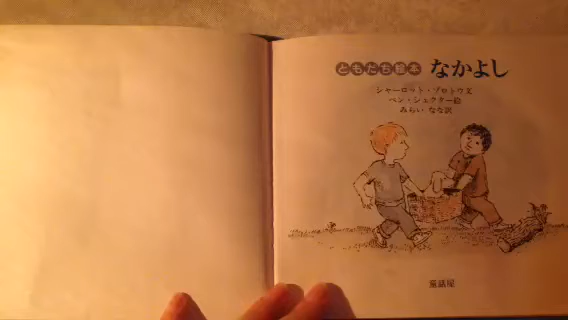 ともだち絵本 なかよし
シャーロット・ゾロトウ文
ベン・シェクター絵
みらい なな訳
童話屋